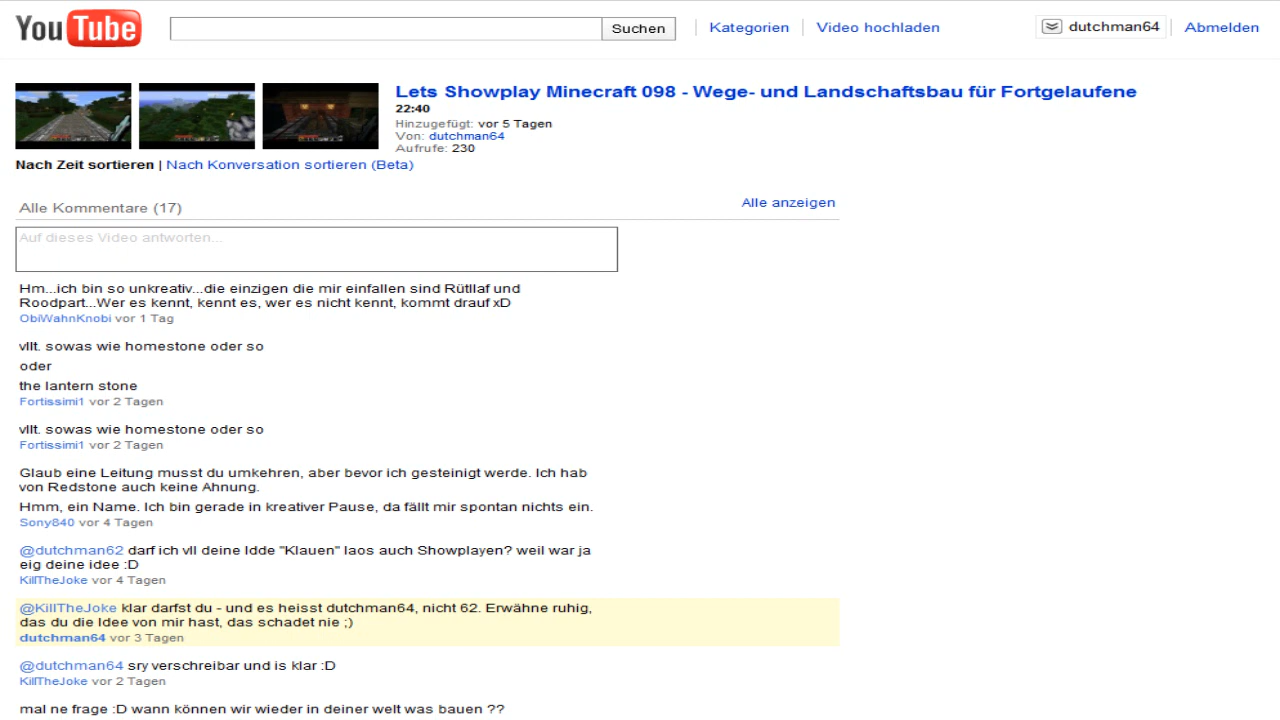 YouTube
Suchen
Kategorien
Video hochladen
dutchman64
Abmelden
Lets Showplay Minecraft 098 - Wege- und Landschaftsbau für Fortgelaufene
22:40
Hinzugefügt: vor 5 Tagen
Von: dutchman64
Aufrufe: 230
Nach Zeit sortieren | Nach Konversation sortieren (Beta)
Alle Kommentare (17)
Alle anzeigen
Auf dieses Video antworten...
Hm...ich bin so unkreativ...die einzigen die mir einfallen sind Rütllaf und
Roodpart...Wer es kennt, kennt es, wer es nicht kennt, kommt drauf xD
ObiWahnKnobi vor 1 Tag
vllt. sowas wie homestone oder so
oder
the lantern stone
Fortissimi1 vor 2 Tagen
vllt. sowas wie homestone oder so
Fortissimi1 vor 2 Tagen
Glaub eine Leitung musst du umkehren, aber bevor ich gesteinigt werde. Ich hab
von Redstone auch keine Ahnung.
Hmm, ein Name. Ich bin gerade in kreativer Pause, da fällt mir spontan nichts ein.
Sony840 vor 4 Tagen
@dutchman62 darf ich vll deine Idde "Klauen" laos auch Showplayen? weil war ja
eig deine idee :D
KillTheJoke vor 4 Tagen
@KillTheJoke klar darfst du - und es heisst dutchman64, nicht 62. Erwähne ruhig,
das du die Idee von mir hast, das schadet nie ;)
dutchman64 vor 3 Tagen
@dutchman64 sry verschreibar und is klar :D
KillTheJoke vor 2 Tagen
mal ne frage :D wann können wir wieder in deiner welt was bauen ??